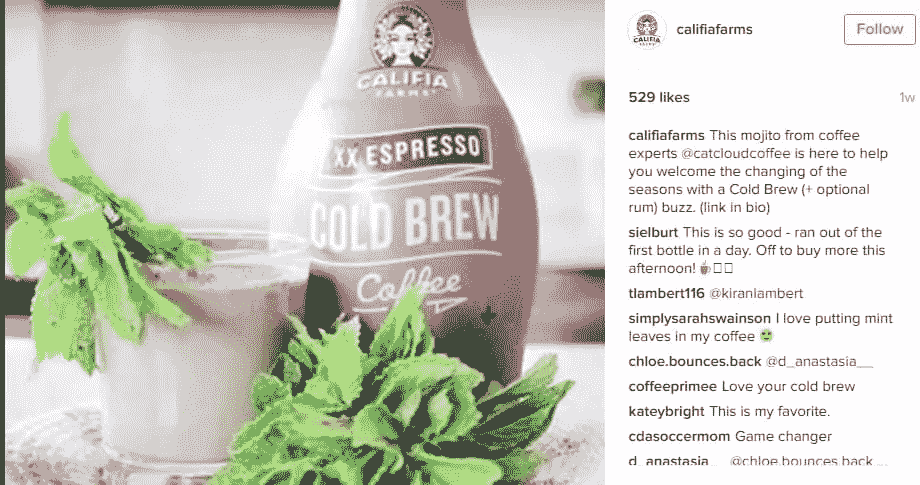 CALIFIA
FARMS
XX ESPRESSO
COLD BREW
Coffee
califiafarms
Follow
529 likes
1w
califiafarms This mojito from coffee
experts @catcloudcoffee is here to help
you welcome the changing of the
seasons with a Cold Brew (+ optional
rum) buzz. (link in bio)
sielburt This is so good - ran out of the
first bottle in a day. Off to buy more this
afternoon!
tlambert116 @kiranlambert
simplysarahswainson I love putting mint
leaves in my coffee
chloe.bounces.back @d_anastasia__
coffeeprimee Love your cold brew
kateybright This is my favorite.
cdasoccermom Game changer
d_anastasia__ @chloe.bounces.back ...